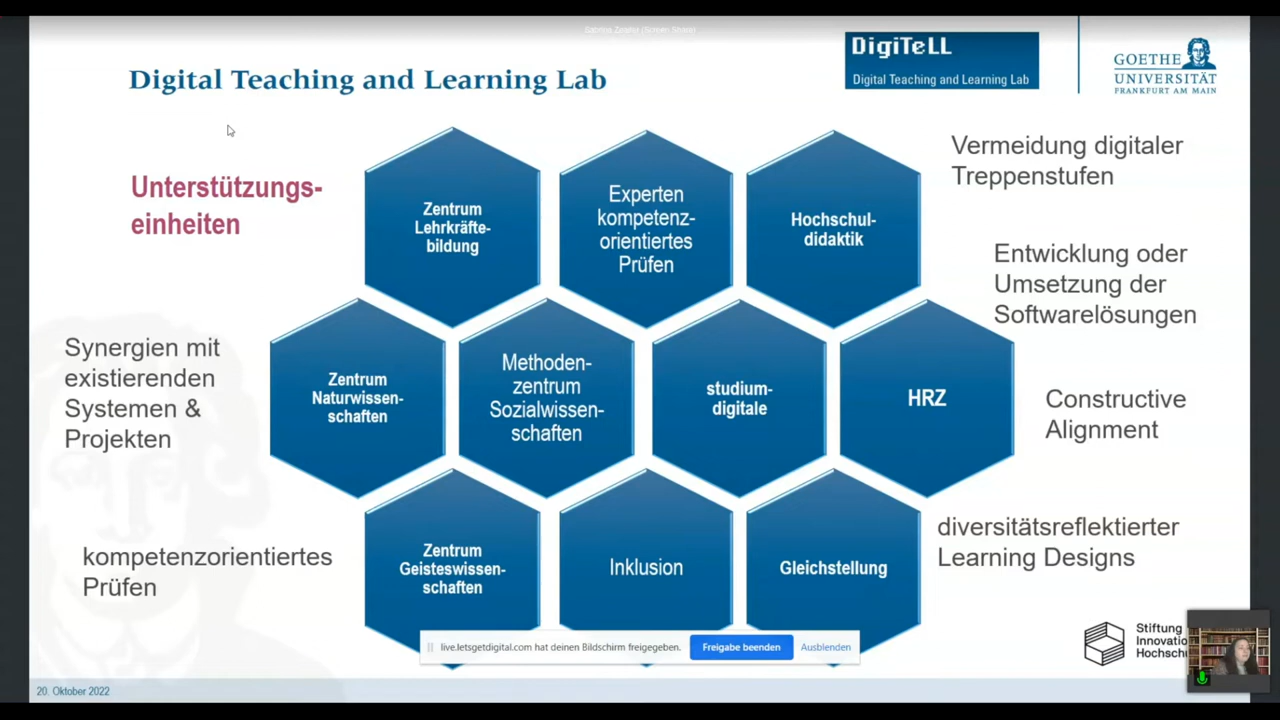 Digital Teaching and Learning Lab
DigiTeLL
Digital Teaching and Learning Lab
GOETHE
UNIVERSITÄT
FRANKFURT AM MAIN
Unterstützungs-
einheiten
Zentrum
Lehrkräfte-
bildung
Experten
kompetenz-
orientiertes
Prüfen
Hochschul-
didaktik
Vermeidung digitaler
Treppenstufen
Entwicklung oder
Umsetzung der
Softwarelösungen
Synergien mit
existierenden
Systemen &
Projekten
Zentrum
Naturwissen-
schaften
Methoden-
zentrum
Sozialwissen-
schaften
studium-
digitale
HRZ
Constructive
Alignment
kompetenzorientiertes
Prüfen
Zentrum
Geisteswissen-
schaften
Inklusion
Gleichstellung
diversitätsreflektierter
Learning Designs
live.letsgetdigital.com hat deinen Bildschirm freigegeben.
Freigabe beenden
Ausblenden
Stiftung
Innovatio
Hochschu
20. Oktober 2022